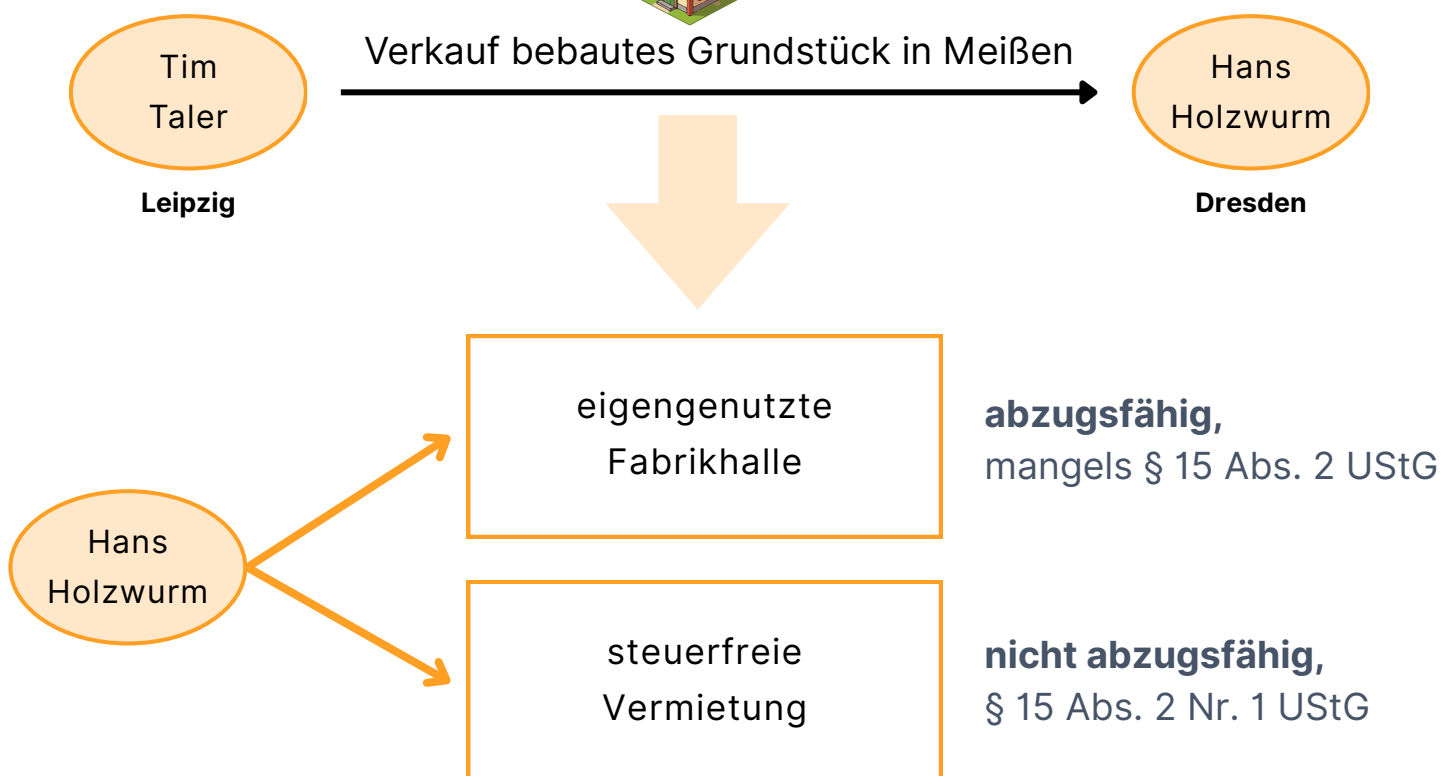 Verkauf bebautes Grundstück in Meißen
Tim
Taler
Hans
Holzwurm
Leipzig
Dresden
eigengenutzte
Fabrikhalle
abzugsfähig,
mangels § 15 Abs. 2 UStG
Hans
Holzwurm
steuerfreie
Vermietung
nicht abzugsfähig,
§ 15 Abs. 2 Nr. 1 UStG